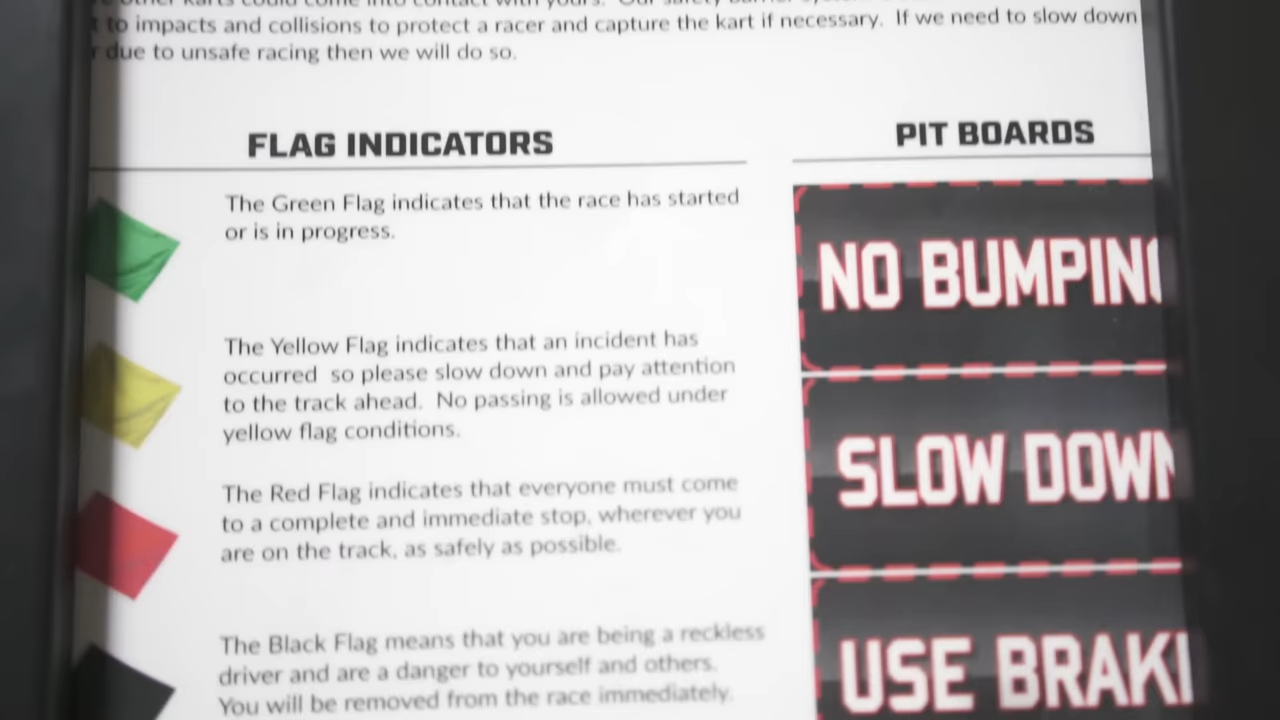 to impacts and collisions to protect a racer and capture the kart if necessary. If we need to slow down
due to unsafe racing then we will do so.
FLAG INDICATORS
The Green Flag indicates that the race has started
or is in progress.
The Yellow Flag indicates that an incident has
occurred so please slow down and pay attention
to the track ahead. No passing is allowed under
yellow flag conditions.
The Red Flag indicates that everyone must come
to a complete and immediate stop, wherever you
are on the track, as safely as possible.
The Black Flag means that you are being a reckless
driver and are a danger to yourself and others.
You will be removed from the race immediately.
PIT BOARDS
NO BUMPIN
SLOW DOWN
USE BRAK